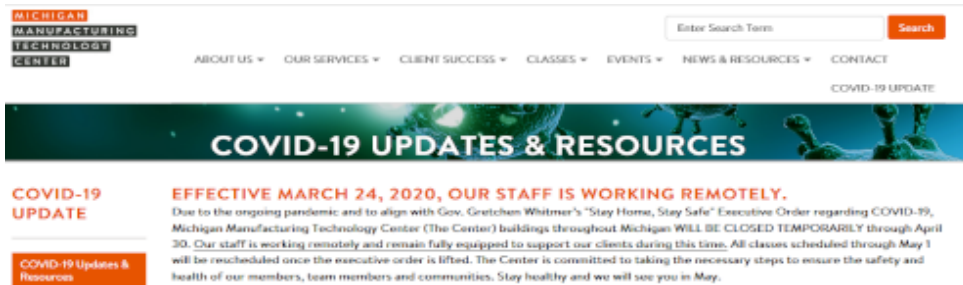 MICHIGAN
MANUFACTURING
TECHNOLOGY
CENTER
Enter Search Term
Search
ABOUT US
OUR SERVICES
CLIENT SUCCESS
CLASSES
EVENTS
NEWS & RESOURCES
CONTACT
COVID-19 UPDATE
COVID-19 UPDATES & RESOURCES
COVID-19
UPDATE
COVID-19 Updates &
Resources
EFFECTIVE MARCH 24, 2020, OUR STAFF IS WORKING REMOTELY.
Due to the ongoing pandemic and to align with Gov. Gretchen Whitmer's "Stay Home, Stay Safe" Executive Order regarding COVID-19,
Michigan Manufacturing Technology Center (The Center) buildings throughout Michigan WILL BE CLOSED TEMPORARILY through April
30. Our staff is working remotely and remain fully equipped to support our clients during this time. All classes scheduled through May 1
will be rescheduled once the executive order is lifted. The Center is committed to taking the necessary steps to ensure the safety and
health of our members, team members and communities. Stay healthy and we will see you in May.